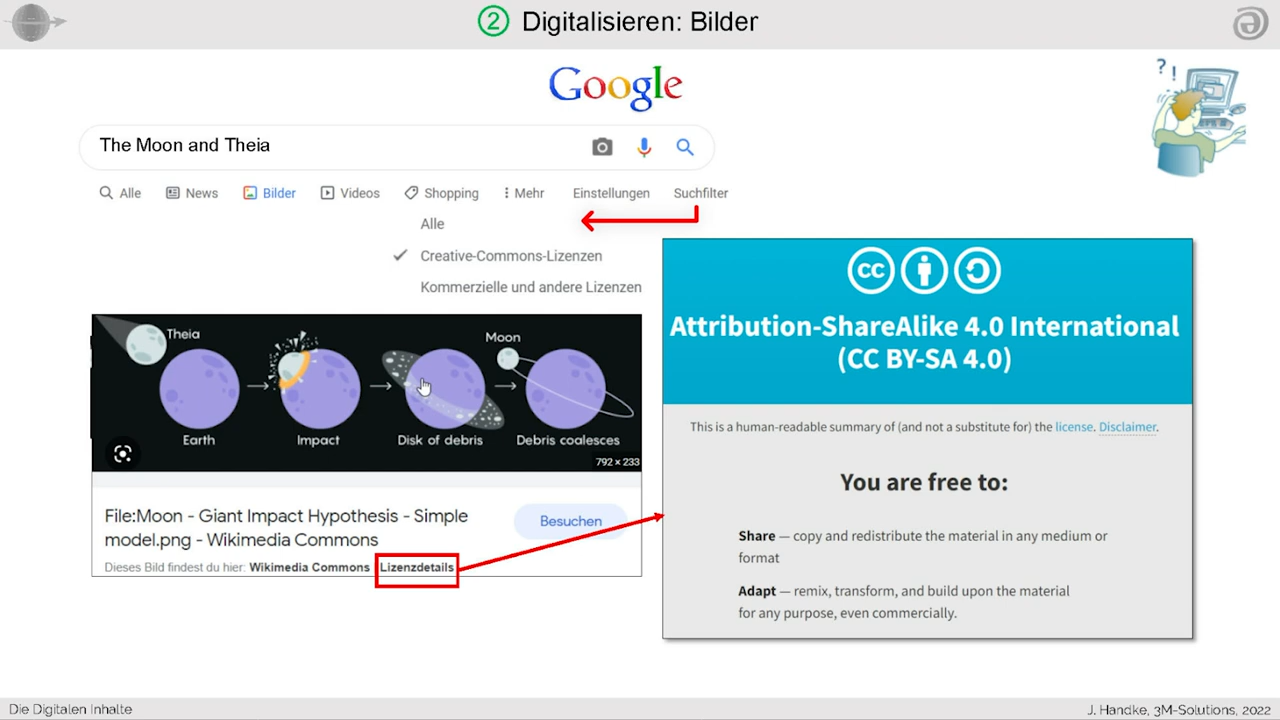 ② Digitalisieren: Bilder
Google
The Moon and Theia
Alle News Bilder Videos Shopping Mehr Einstellungen Suchfilter
Alle
Creative-Commons-Lizenzen
Kommerzielle und andere Lizenzen
Theia
Moon
Earth Impact Disk of debris Debris coalesces
792 × 233
File:Moon - Giant Impact Hypothesis - Simple
model.png - Wikimedia Commons
Besuchen
Dieses Bild findest du hier: Wikimedia Commons Lizenzdetails
cc
Attribution-ShareAlike 4.0 International
(CC BY-SA 4.0)
This is a human-readable summary of (and not a substitute for) the license. Disclaimer.
You are free to:
Share — copy and redistribute the material in any medium or
format
Adapt — remix, transform, and build upon the material
for any purpose, even commercially.
? !
Die Digitalen Inhalte
J. Handke, 3M-Solutions, 2022